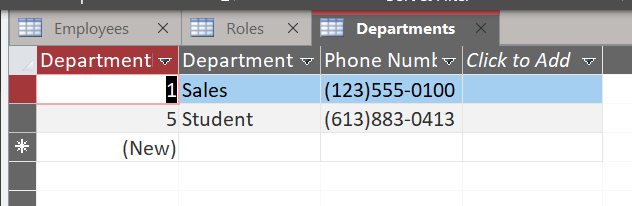 Employees Roles Departments
Department Department Phone Numb Click to Add
1 Sales (123)555-0100
5 Student (613)883-0413
(New)